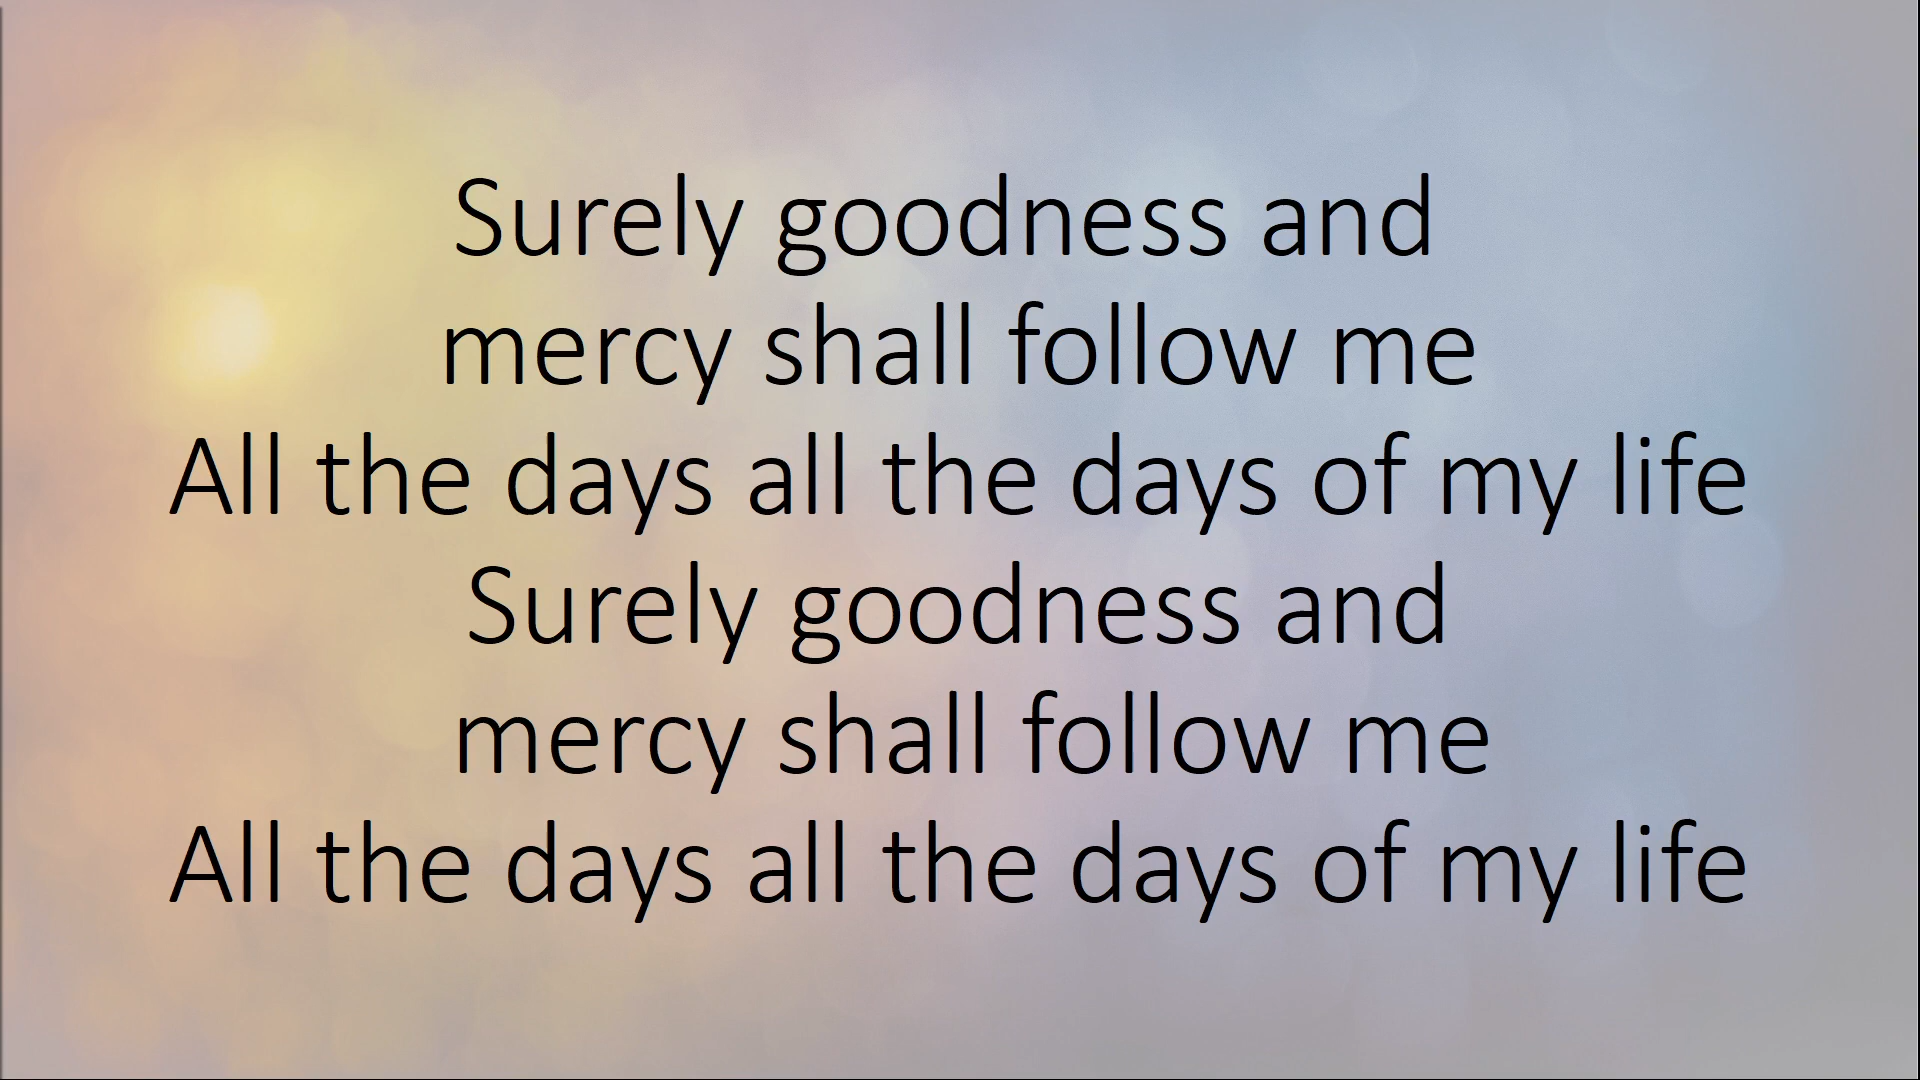 Surely goodness and
mercy shall follow me
All the days all the days of my life
Surely goodness and
mercy shall follow me
All the days all the days of my life